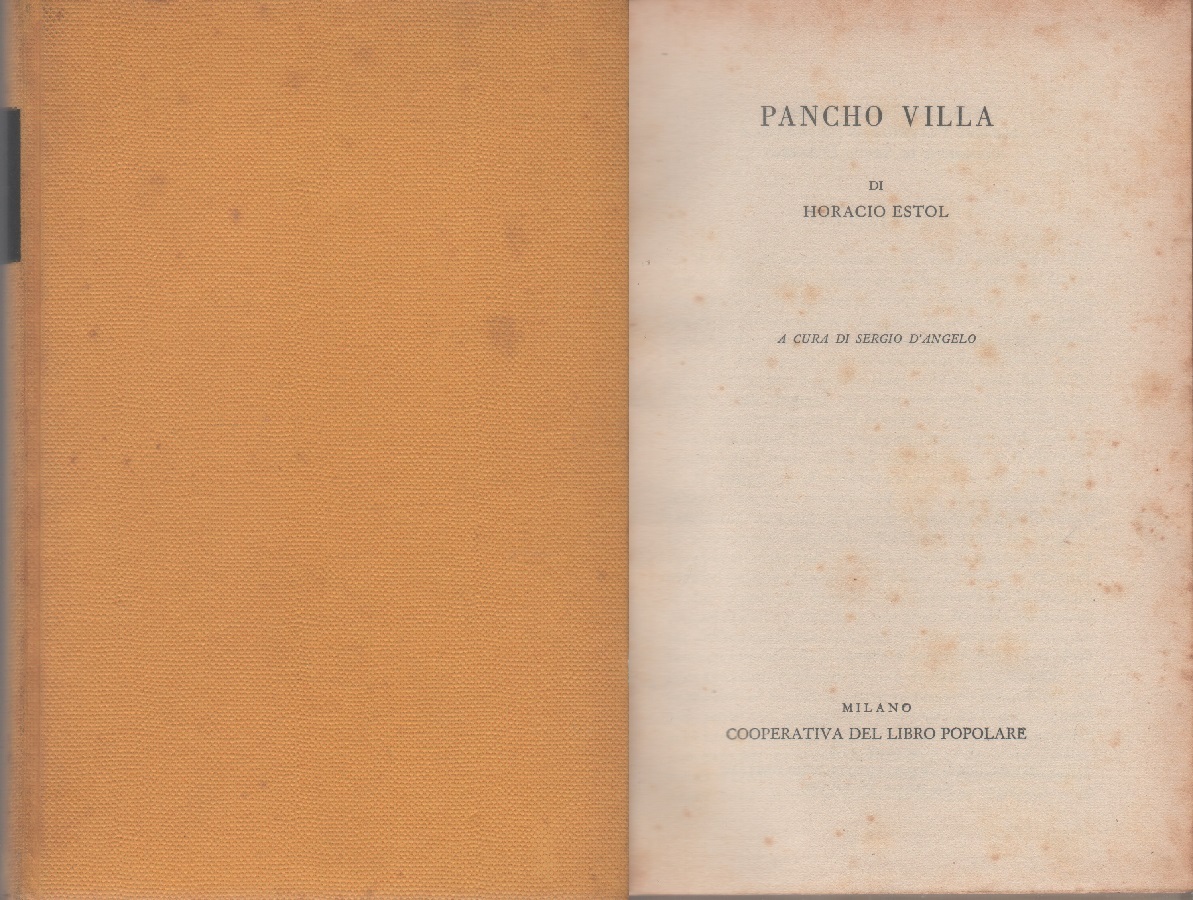 PANCHO VILLA
DI
HORACIO ESTOL
A CURA DI SERGIO D'ANGELO
MILANO
COOPERATIVA DEL LIBRO POPOLARE